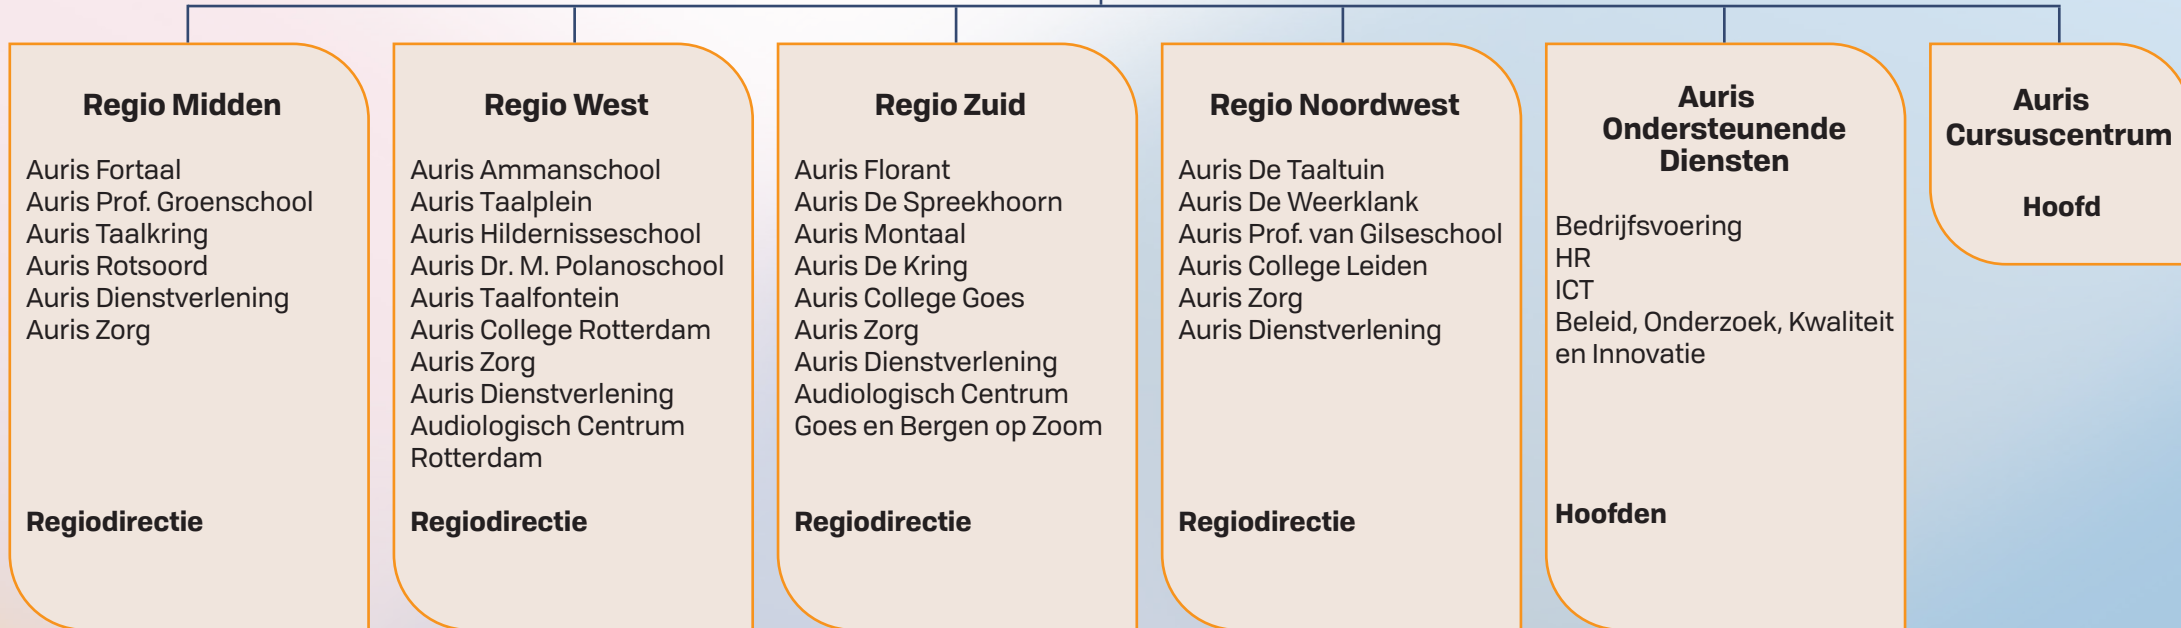 Regio Midden
Auris Fortaal
Auris Prof. Groenschool
Auris Taalkring
Auris Rotsoord
Auris Dienstverlening
Auris Zorg
Regiodirectie
Regio West
Auris Ammanschool
Auris Taalplein
Auris Hildernisseschool
Auris Dr. M. Polanoschool
Auris Taalfontein
Auris College Rotterdam
Auris Zorg
Auris Dienstverlening
Audiologisch Centrum
Rotterdam
Regiodirectie
Regio Zuid
Auris Florant
Auris De Spreekhoorn
Auris Montaal
Auris De Kring
Auris College Goes
Auris Zorg
Auris Dienstverlening
Audiologisch Centrum
Goes en Bergen op Zoom
Regiodirectie
Regio Noordwest
Auris De Taaltuin
Auris De Weerklank
Auris Prof. van Gilseschool
Auris College Leiden
Auris Zorg
Auris Dienstverlening
Regiodirectie
Auris
Ondersteunende
Diensten
Bedrijfsvoering
HR
ICT
Beleid, Onderzoek, Kwaliteit
en Innovatie
Hoofden
Auris
Cursuscentrum
Hoofd